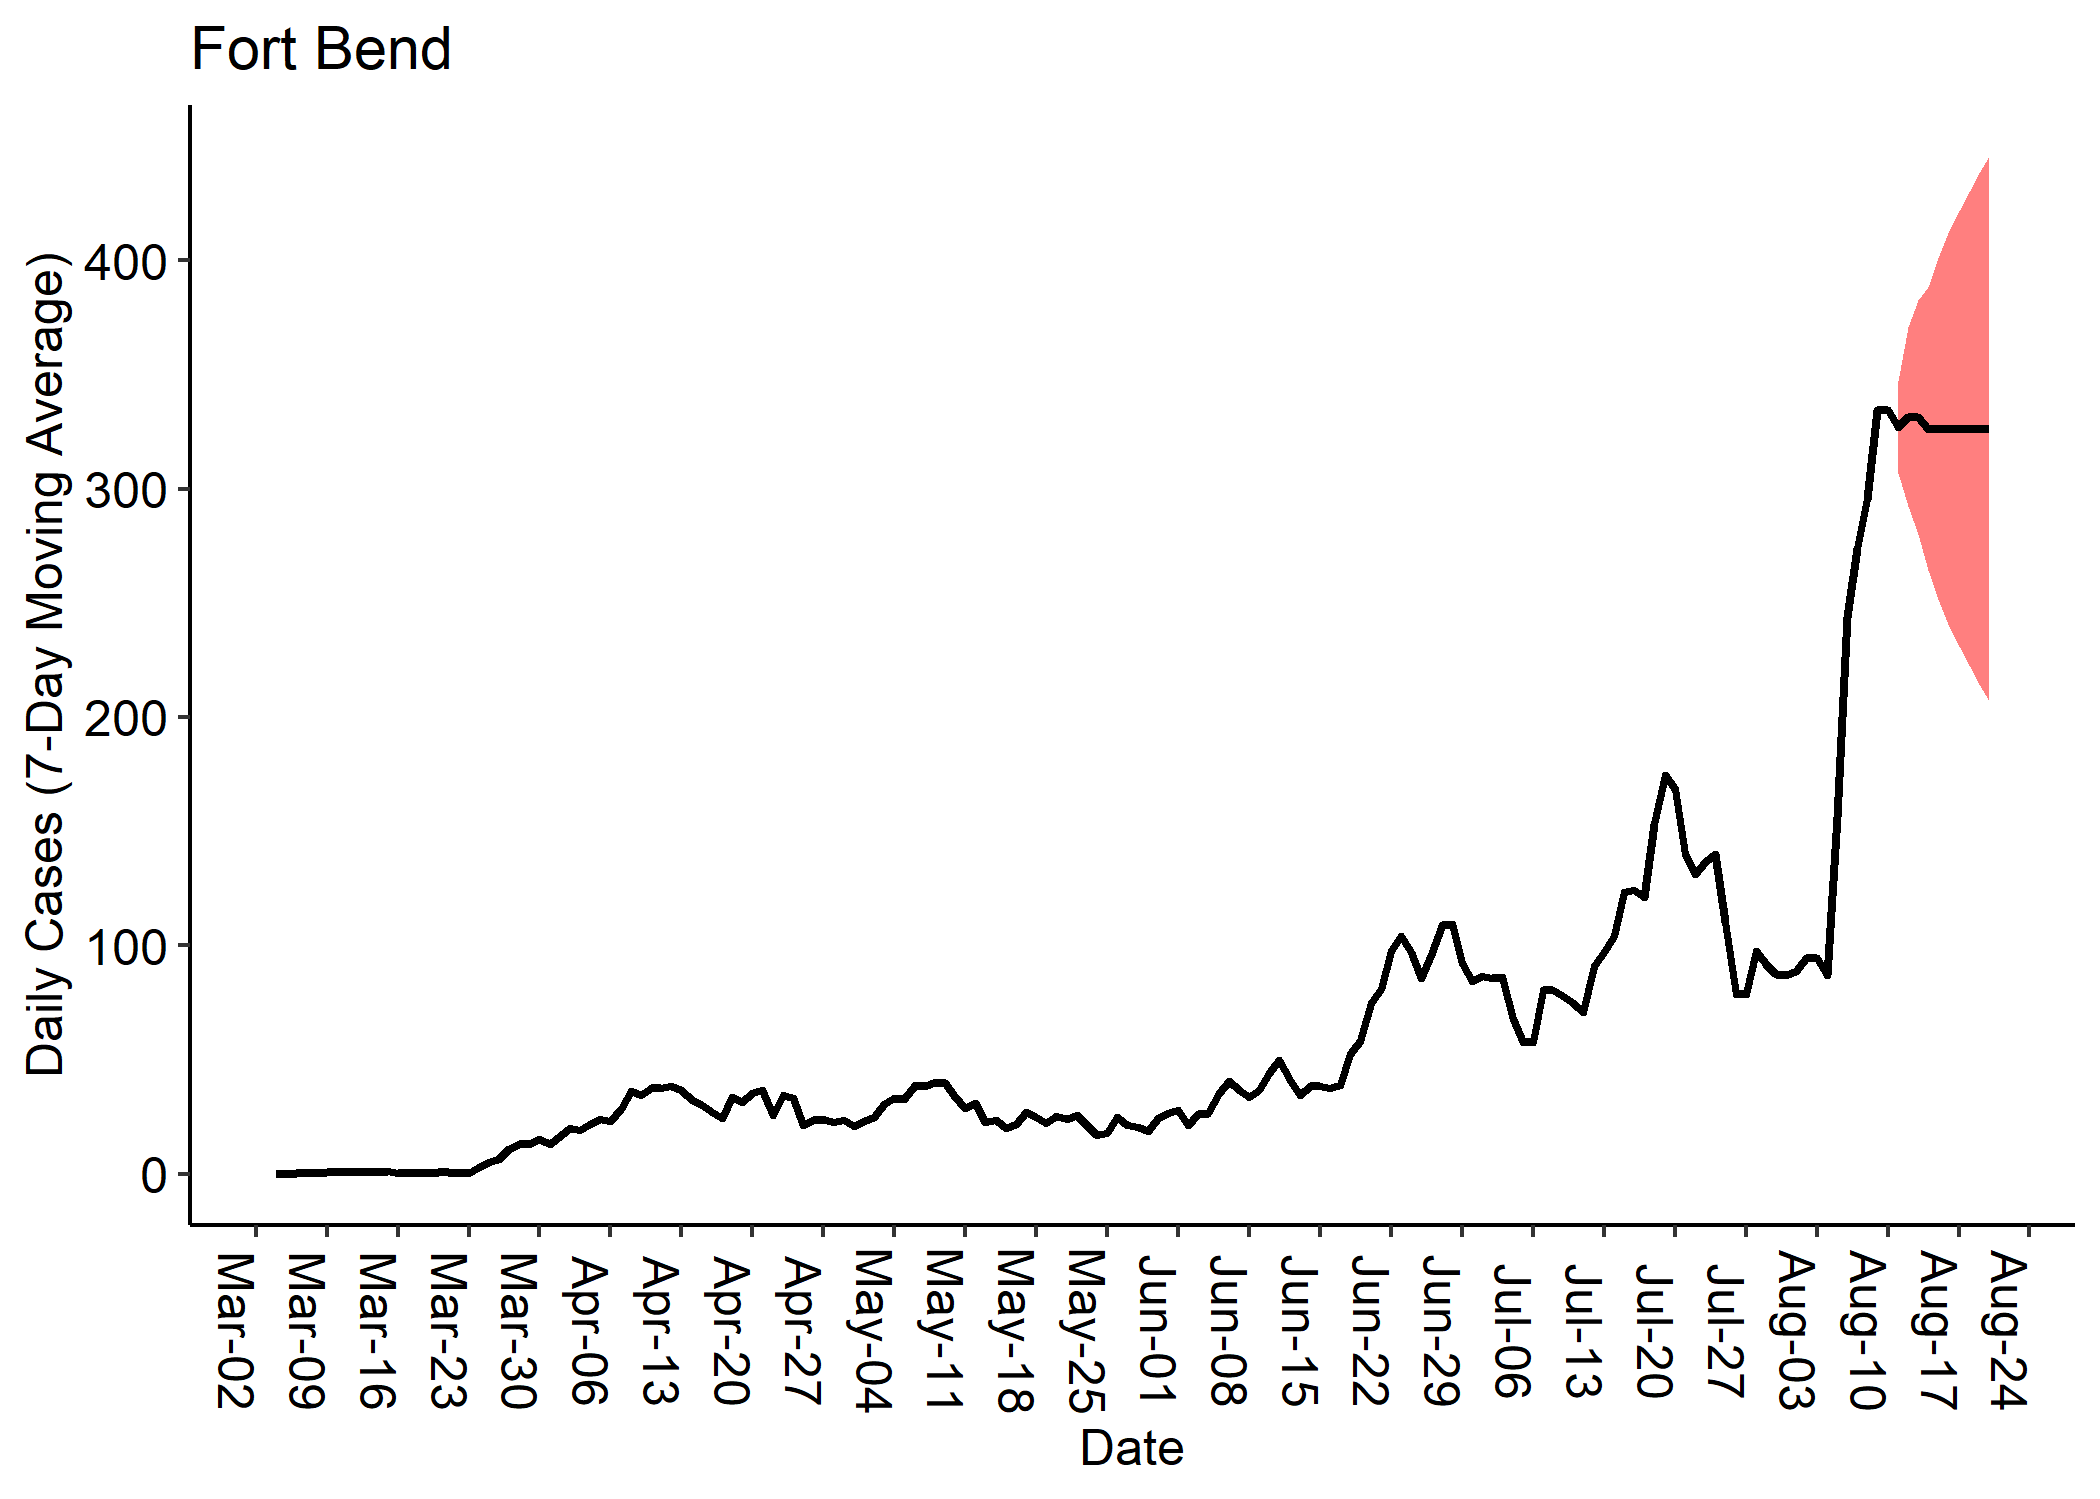 Fort Bend
Daily Cases (7-Day Moving Average)
400
300
200
100
0
Mar-02
Mar-09
Mar-16
Mar-23
Mar-30
Apr-06
Apr-13
Apr-20
Apr-27
May-04
May-11
May-18
May-25
Jun-01
Jun-08
Jun-15
Jun-22
Jun-29
Jul-06
Jul-13
Jul-20
Jul-27
Aug-03
Aug-10
Aug-17
Aug-24
Date